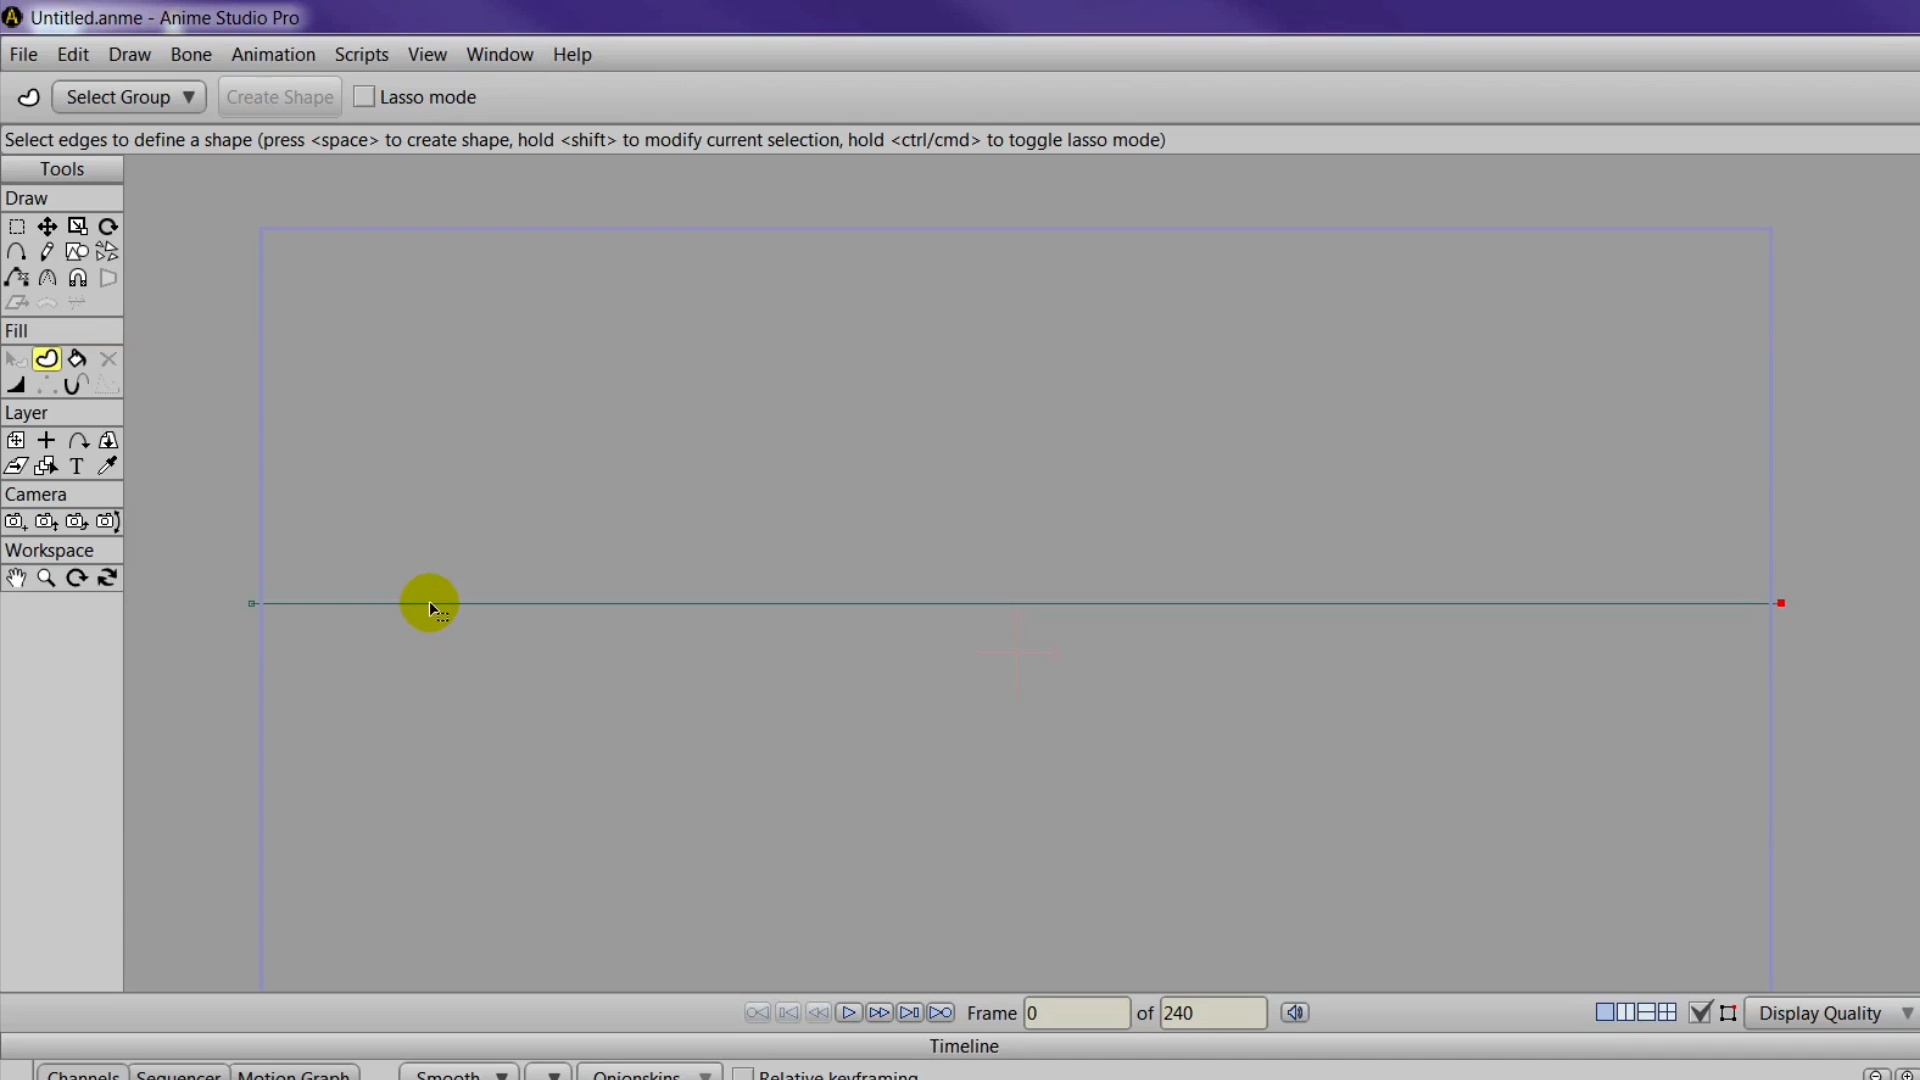 Untitled.anme - Anime Studio Pro
File Edit Draw Bone Animation Scripts View Window Help
Select Group Create Shape Lasso mode
Select edges to define a shape (press <space> to create shape, hold <shift> to modify current selection, hold <ctrl/cmd> to toggle lasso mode)
Tools
Draw
Fill
Layer
T
Camera
Workspace
Frame 0 of 240 Display Quality
Timeline
Channels Sequencer Motion Graph Smooth Onionskins Relative keyframing